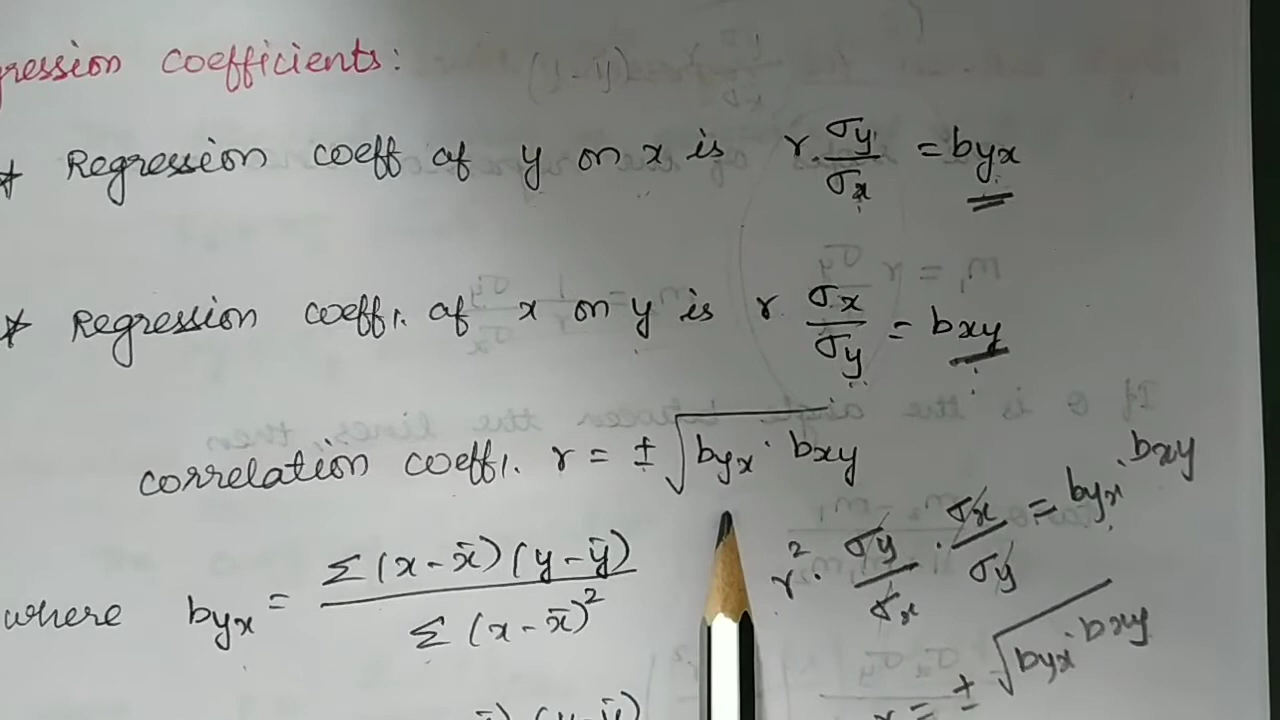 ression coefficients:
* Regression coeff of y on x is r. σy/σx = byx
* Regression coeff. of x on y is r σx/σy = bxy
correlation coeff. r = ± √(byx · bxy)
r² · σy/σx · σx/σy = byx · bxy
where byx = Σ(x-x̄)(y-ȳ) / Σ(x-x̄)²
r = ± √(byx · bxy)
(y-ȳ)